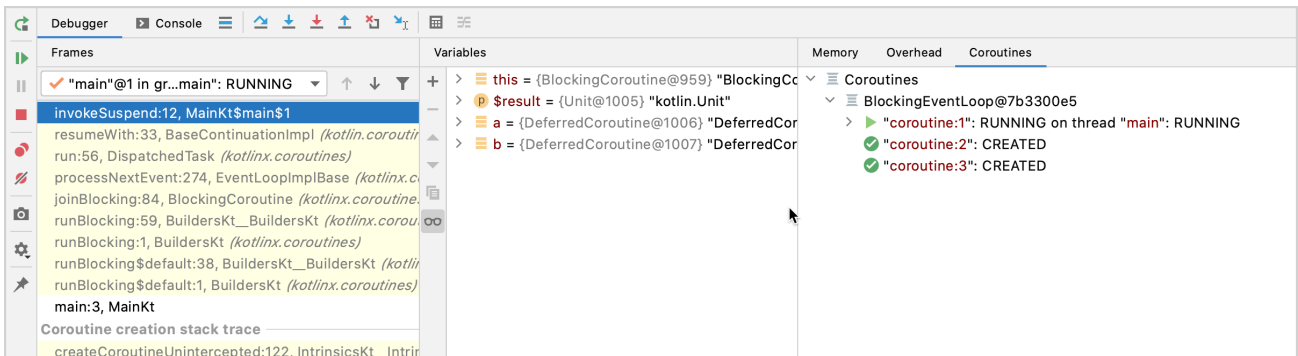 Debugger
Console
Frames
"main"@1 in gr...main": RUNNING
invokeSuspend:12, MainKt$main$1
resumeWith:33, BaseContinuationImpl (kotlin.coroutin
run:56, DispatchedTask (kotlinx.coroutines)
processNextEvent:274, EventLoopImplBase (kotlinx.corou
joinBlocking:84, BlockingCoroutine (kotlinx.coroutine.
runBlocking:59, BuildersKt__BuildersKt (kotlinx.corou
runBlocking:1, BuildersKt (kotlinx.coroutines)
runBlocking$default:38, BuildersKt__BuildersKt (kotlin
runBlocking$default:1, BuildersKt (kotlinx.coroutines)
main:3, MainKt
Coroutine creation stack trace
createCoroutineUnintercepted:122, IntrinsicsKt__Intrin
Variables
this = {BlockingCoroutine@959} "BlockingCo
p $result = {Unit@1005} "kotlin.Unit"
a = {DeferredCoroutine@1006} "DeferredCor
b = {DeferredCoroutine@1007} "DeferredCor
Memory Overhead Coroutines
Coroutines
BlockingEventLoop@7b3300e5
"coroutine:1": RUNNING on thread "main": RUNNING
"coroutine:2": CREATED
"coroutine:3": CREATED